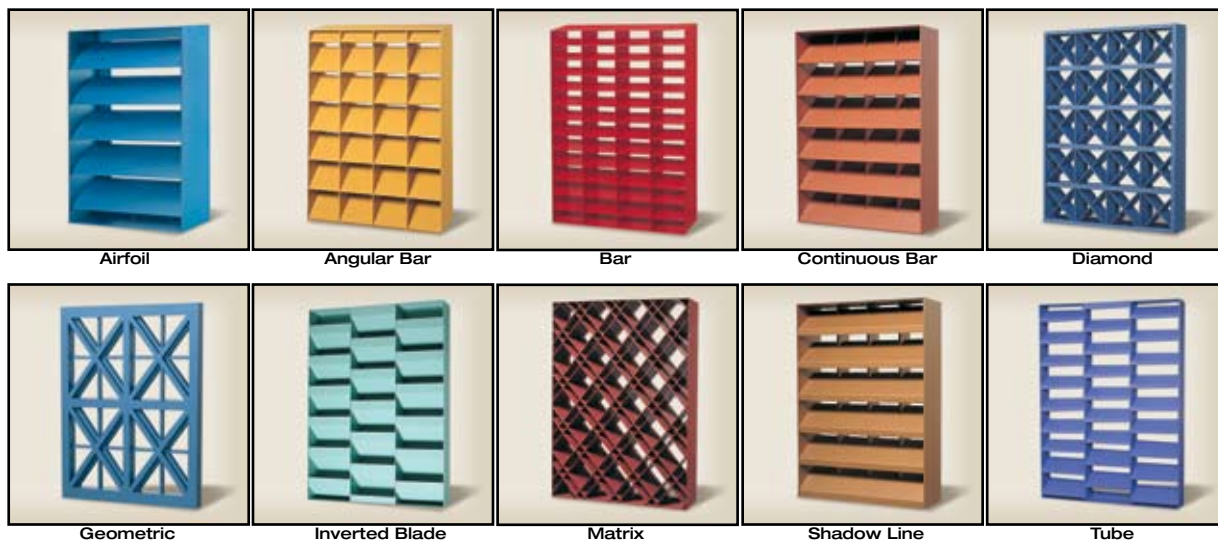 Airfoil
Angular Bar
Bar
Continuous Bar
Diamond
Geometric
Inverted Blade
Matrix
Shadow Line
Tube